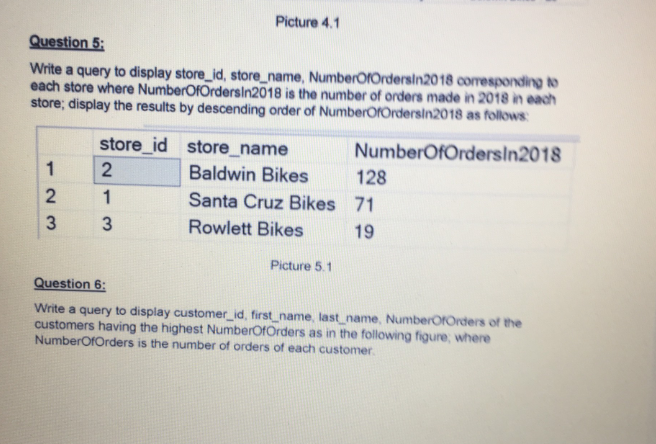 Picture 4.1
Question 5:
Write a query to display store_id, store_name, NumberOfOrdersIn2018 corresponding to
each store where NumberOfOrdersIn2018 is the number of orders made in 2018 in each
store; display the results by descending order of NumberOfOrdersIn2018 as follows:
store_id store_name NumberOfOrdersIn2018
1 2 Baldwin Bikes 128
2 1 Santa Cruz Bikes 71
3 3 Rowlett Bikes 19
Picture 5.1
Question 6:
Write a query to display customer_id, first_name, last_name, NumberOfOrders of the
customers having the highest NumberOfOrders as in the following figure, where
NumberOfOrders is the number of orders of each customer.